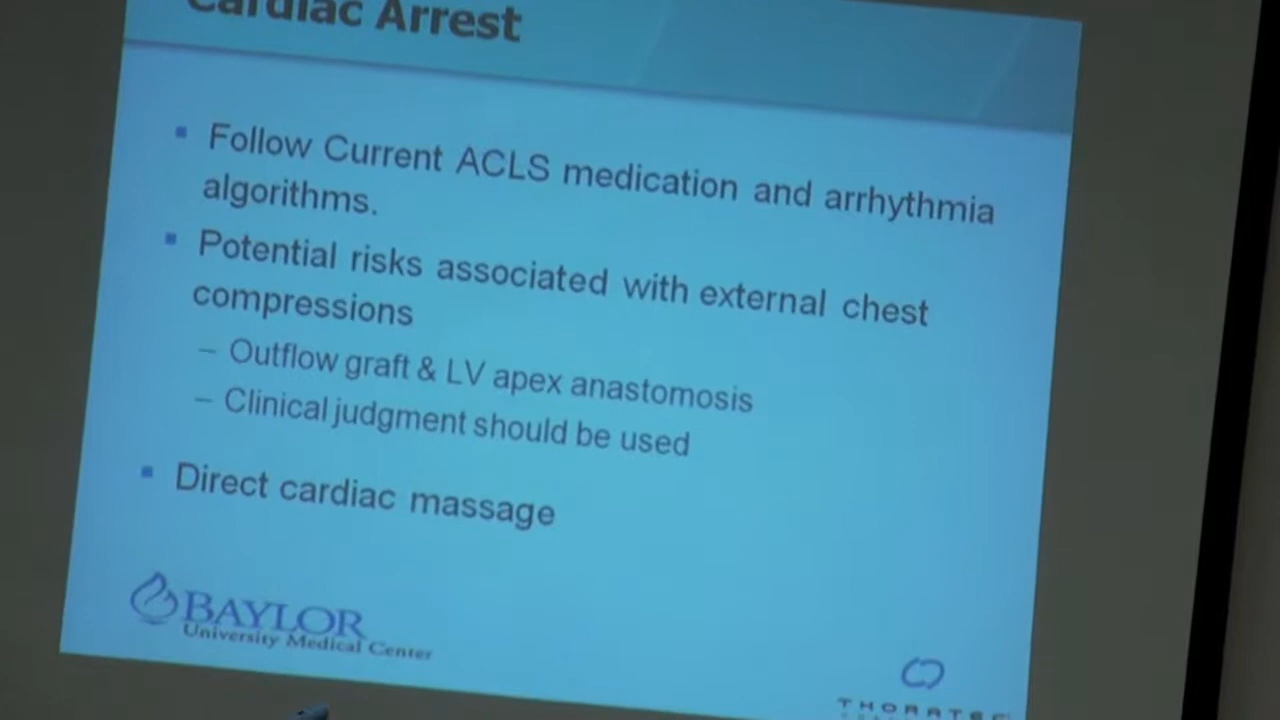 Cardiac Arrest
▪ Follow Current ACLS medication and arrhythmia
algorithms.
▪ Potential risks associated with external chest
compressions
– Outflow graft & LV apex anastomosis
– Clinical judgment should be used
▪ Direct cardiac massage
BAYLOR
University Medical Center
THORATEC